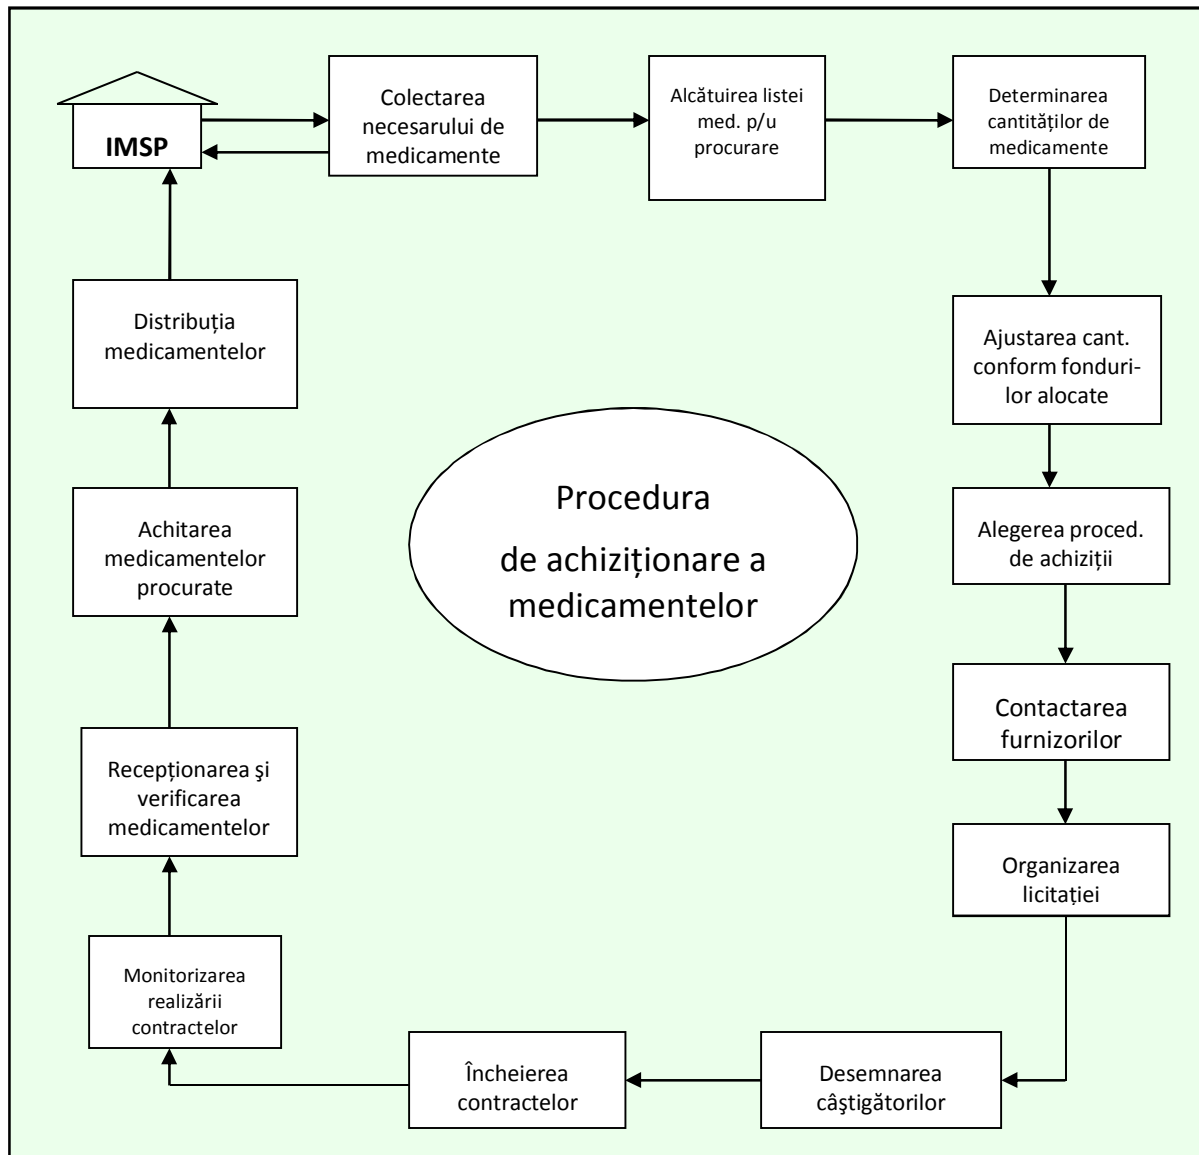 IMSP
Colectarea
necesarului de
medicamente
Alcătuirea listei
med. p/u
procurare
Determinarea
cantităților de
medicamente
Ajustarea cant.
conform fonduri-
lor alocate
Alegerea proced.
de achiziții
Contactarea
furnizorilor
Organizarea
licitației
Desemnarea
câştigătorilor
Încheierea
contractelor
Monitorizarea
realizării
contractelor
Recepționarea şi
verificarea
medicamentelor
Achitarea
medicamentelor
procurate
Distribuția
medicamentelor
Procedura
de achiziționare a
medicamentelor